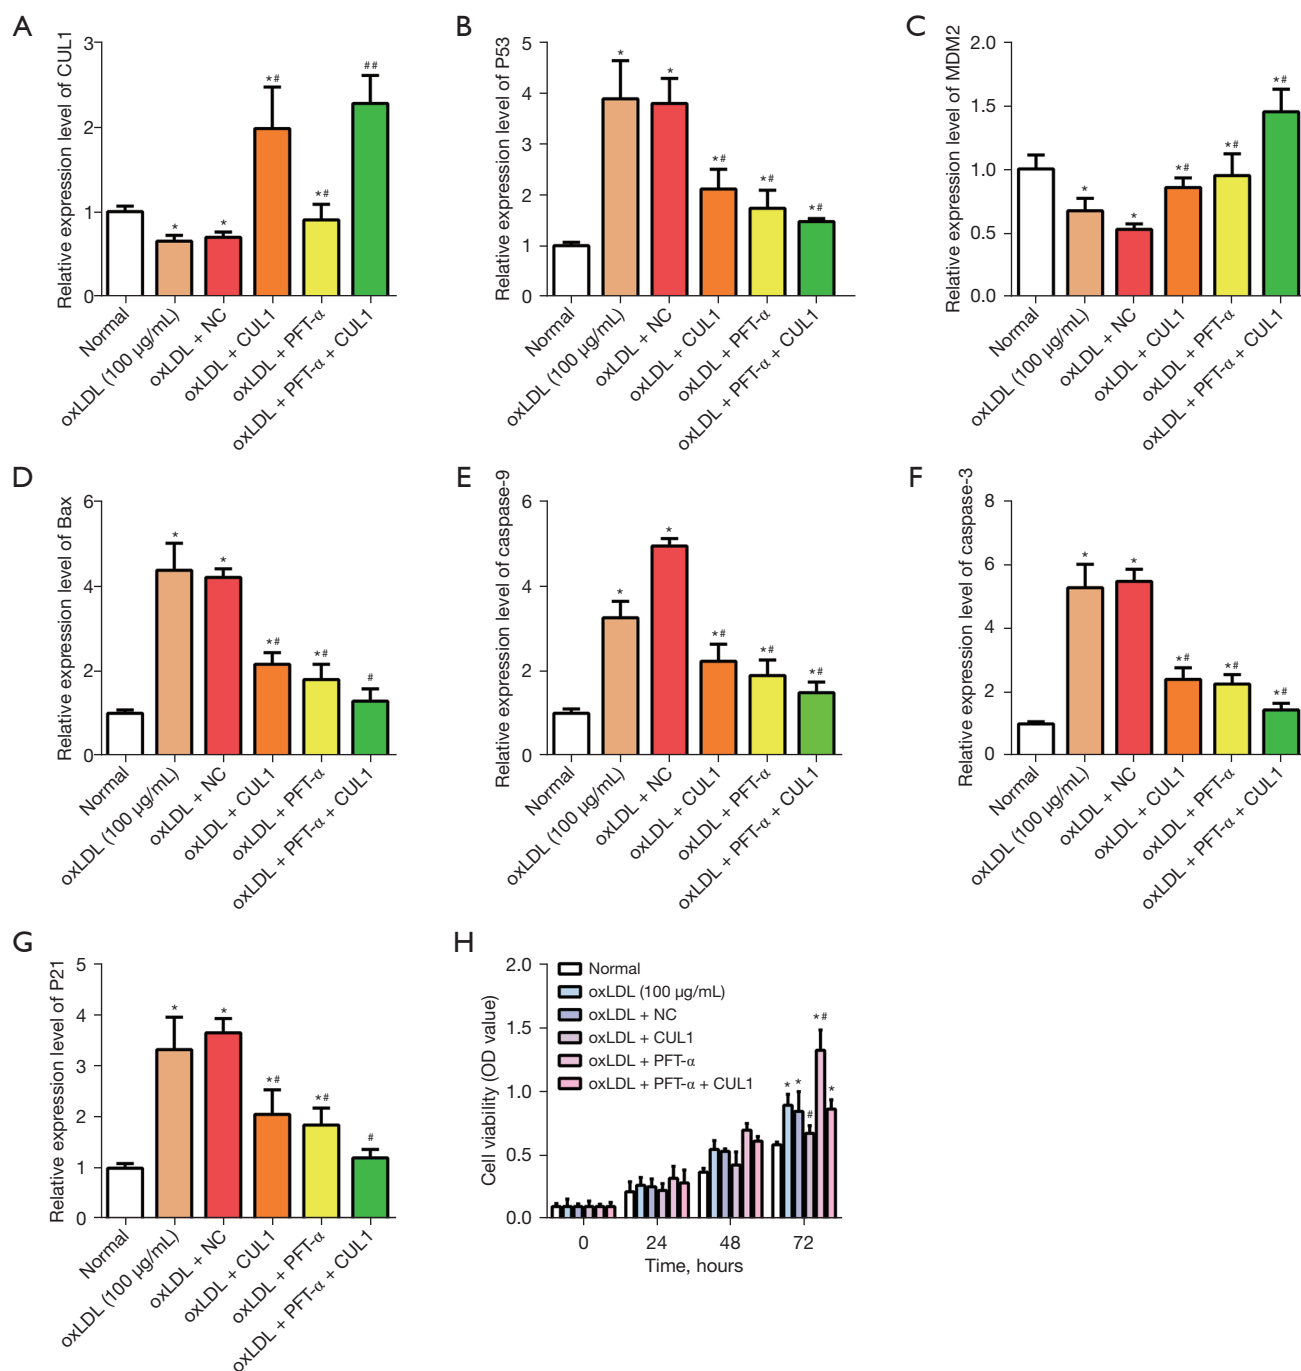 A
Relative expression level of CUL1
3
2
1
0
* 
*
*#
*#
##
Normal
oxLDL (100 µg/mL)
oxLDL + NC
oxLDL + CUL1
oxLDL + PFT-α
oxLDL + PFT-α + CUL1
B
Relative expression level of P53
5
4
3
2
1
0
*
*
*#
*#
*#
Normal
oxLDL (100 µg/mL)
oxLDL + NC
oxLDL + CUL1
oxLDL + PFT-α
oxLDL + PFT-α + CUL1
C
Relative expression level of MDM2
2.0
1.5
1.0
0.5
0.0
*
*
*#
*#
*#
Normal
oxLDL (100 µg/mL)
oxLDL + NC
oxLDL + CUL1
oxLDL + PFT-α
oxLDL + PFT-α + CUL1
D
Relative expression level of Bax
6
4
2
0
*
*
*#
*#
#
Normal
oxLDL (100 µg/mL)
oxLDL + NC
oxLDL + CUL1
oxLDL + PFT-α
oxLDL + PFT-α + CUL1
E
Relative expression level of caspase-9
6
4
2
0
*
*
*#
*#
*#
Normal
oxLDL (100 µg/mL)
oxLDL + NC
oxLDL + CUL1
oxLDL + PFT-α
oxLDL + PFT-α + CUL1
F
Relative expression level of caspase-3
8
6
4
2
0
*
*
*#
*#
*#
Normal
oxLDL (100 µg/mL)
oxLDL + NC
oxLDL + CUL1
oxLDL + PFT-α
oxLDL + PFT-α + CUL1
G
Relative expression level of P21
5
4
3
2
1
0
*
*
*#
*#
#
Normal
oxLDL (100 µg/mL)
oxLDL + NC
oxLDL + CUL1
oxLDL + PFT-α
oxLDL + PFT-α + CUL1
H
Cell viability (OD value)
2.0
1.5
1.0
0.5
0.0
Normal
oxLDL (100 µg/mL)
oxLDL + NC
oxLDL + CUL1
oxLDL + PFT-α
oxLDL + PFT-α + CUL1
*
*
#
*#
*
0 24 48 72
Time, hours